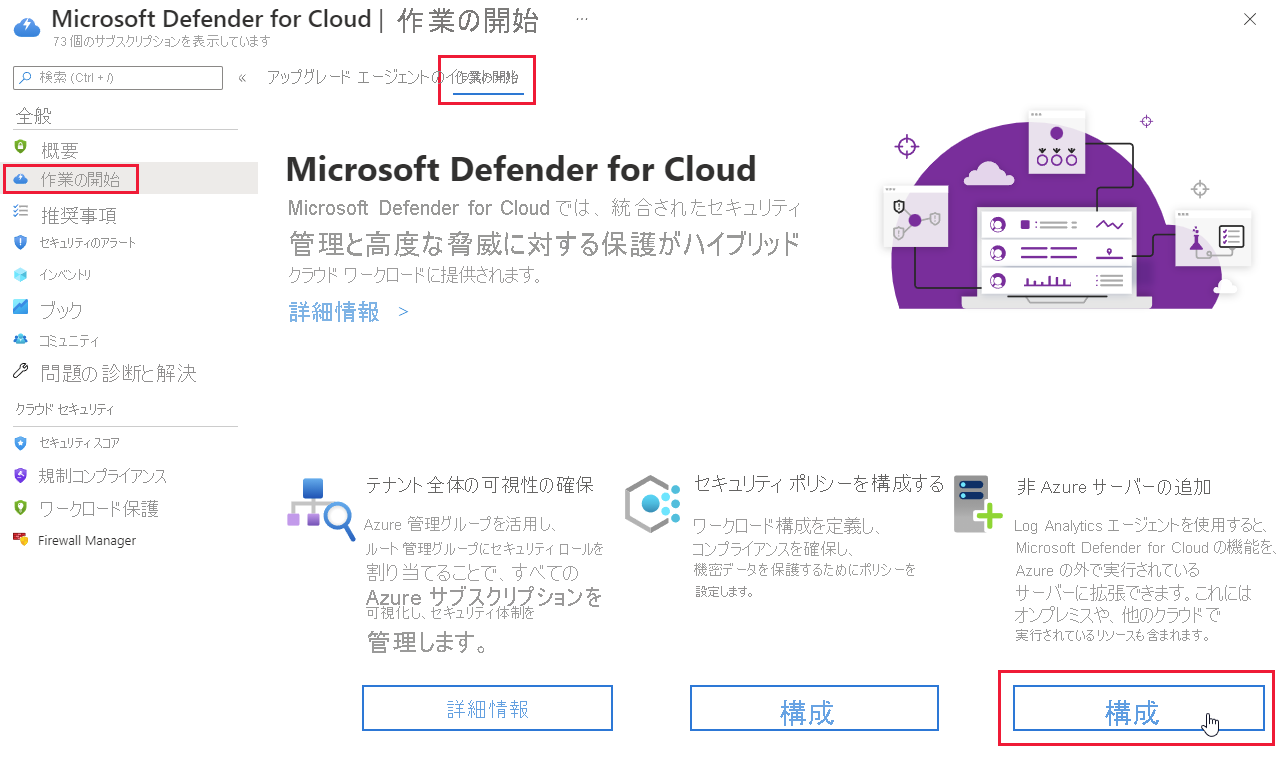 Microsoft Defender for Cloud | 作業の開始 …
73 個のサブスクリプションを表示しています
検索 (Ctrl + /)
«
アップグレード エージェントのイ
作業の開始
全般
概要
作業の開始
推奨事項
セキュリティのアラート
インベントリ
ブック
コミュニティ
問題の診断と解決
クラウド セキュリティ
セキュリティ スコア
規制コンプライアンス
ワークロード保護
Firewall Manager
Microsoft Defender for Cloud
Microsoft Defender for Cloud では、統合されたセキュリティ
管理と高度な脅威に対する保護がハイブリッド
クラウド ワークロードに提供されます。
詳細情報 >
テナント全体の可視性の確保
Azure 管理グループを活用し、
ルート管理グループにセキュリティ ロールを
割り当てることで、すべての
Azure サブスクリプションを
可視化し、セキュリティ体制を
管理します。
詳細情報
セキュリティ ポリシーを構成する
ワークロード構成を定義し、
コンプライアンスを確保し、
機密データを保護するためにポリシーを
設定します。
構成
非 Azure サーバーの追加
Log Analytics エージェントを使用すると、
Microsoft Defender for Cloud の機能を、
Azure の外で実行されている
サーバーに拡張できます。これには
オンプレミスや、他のクラウドで
実行されているリソースも含まれます。
構成